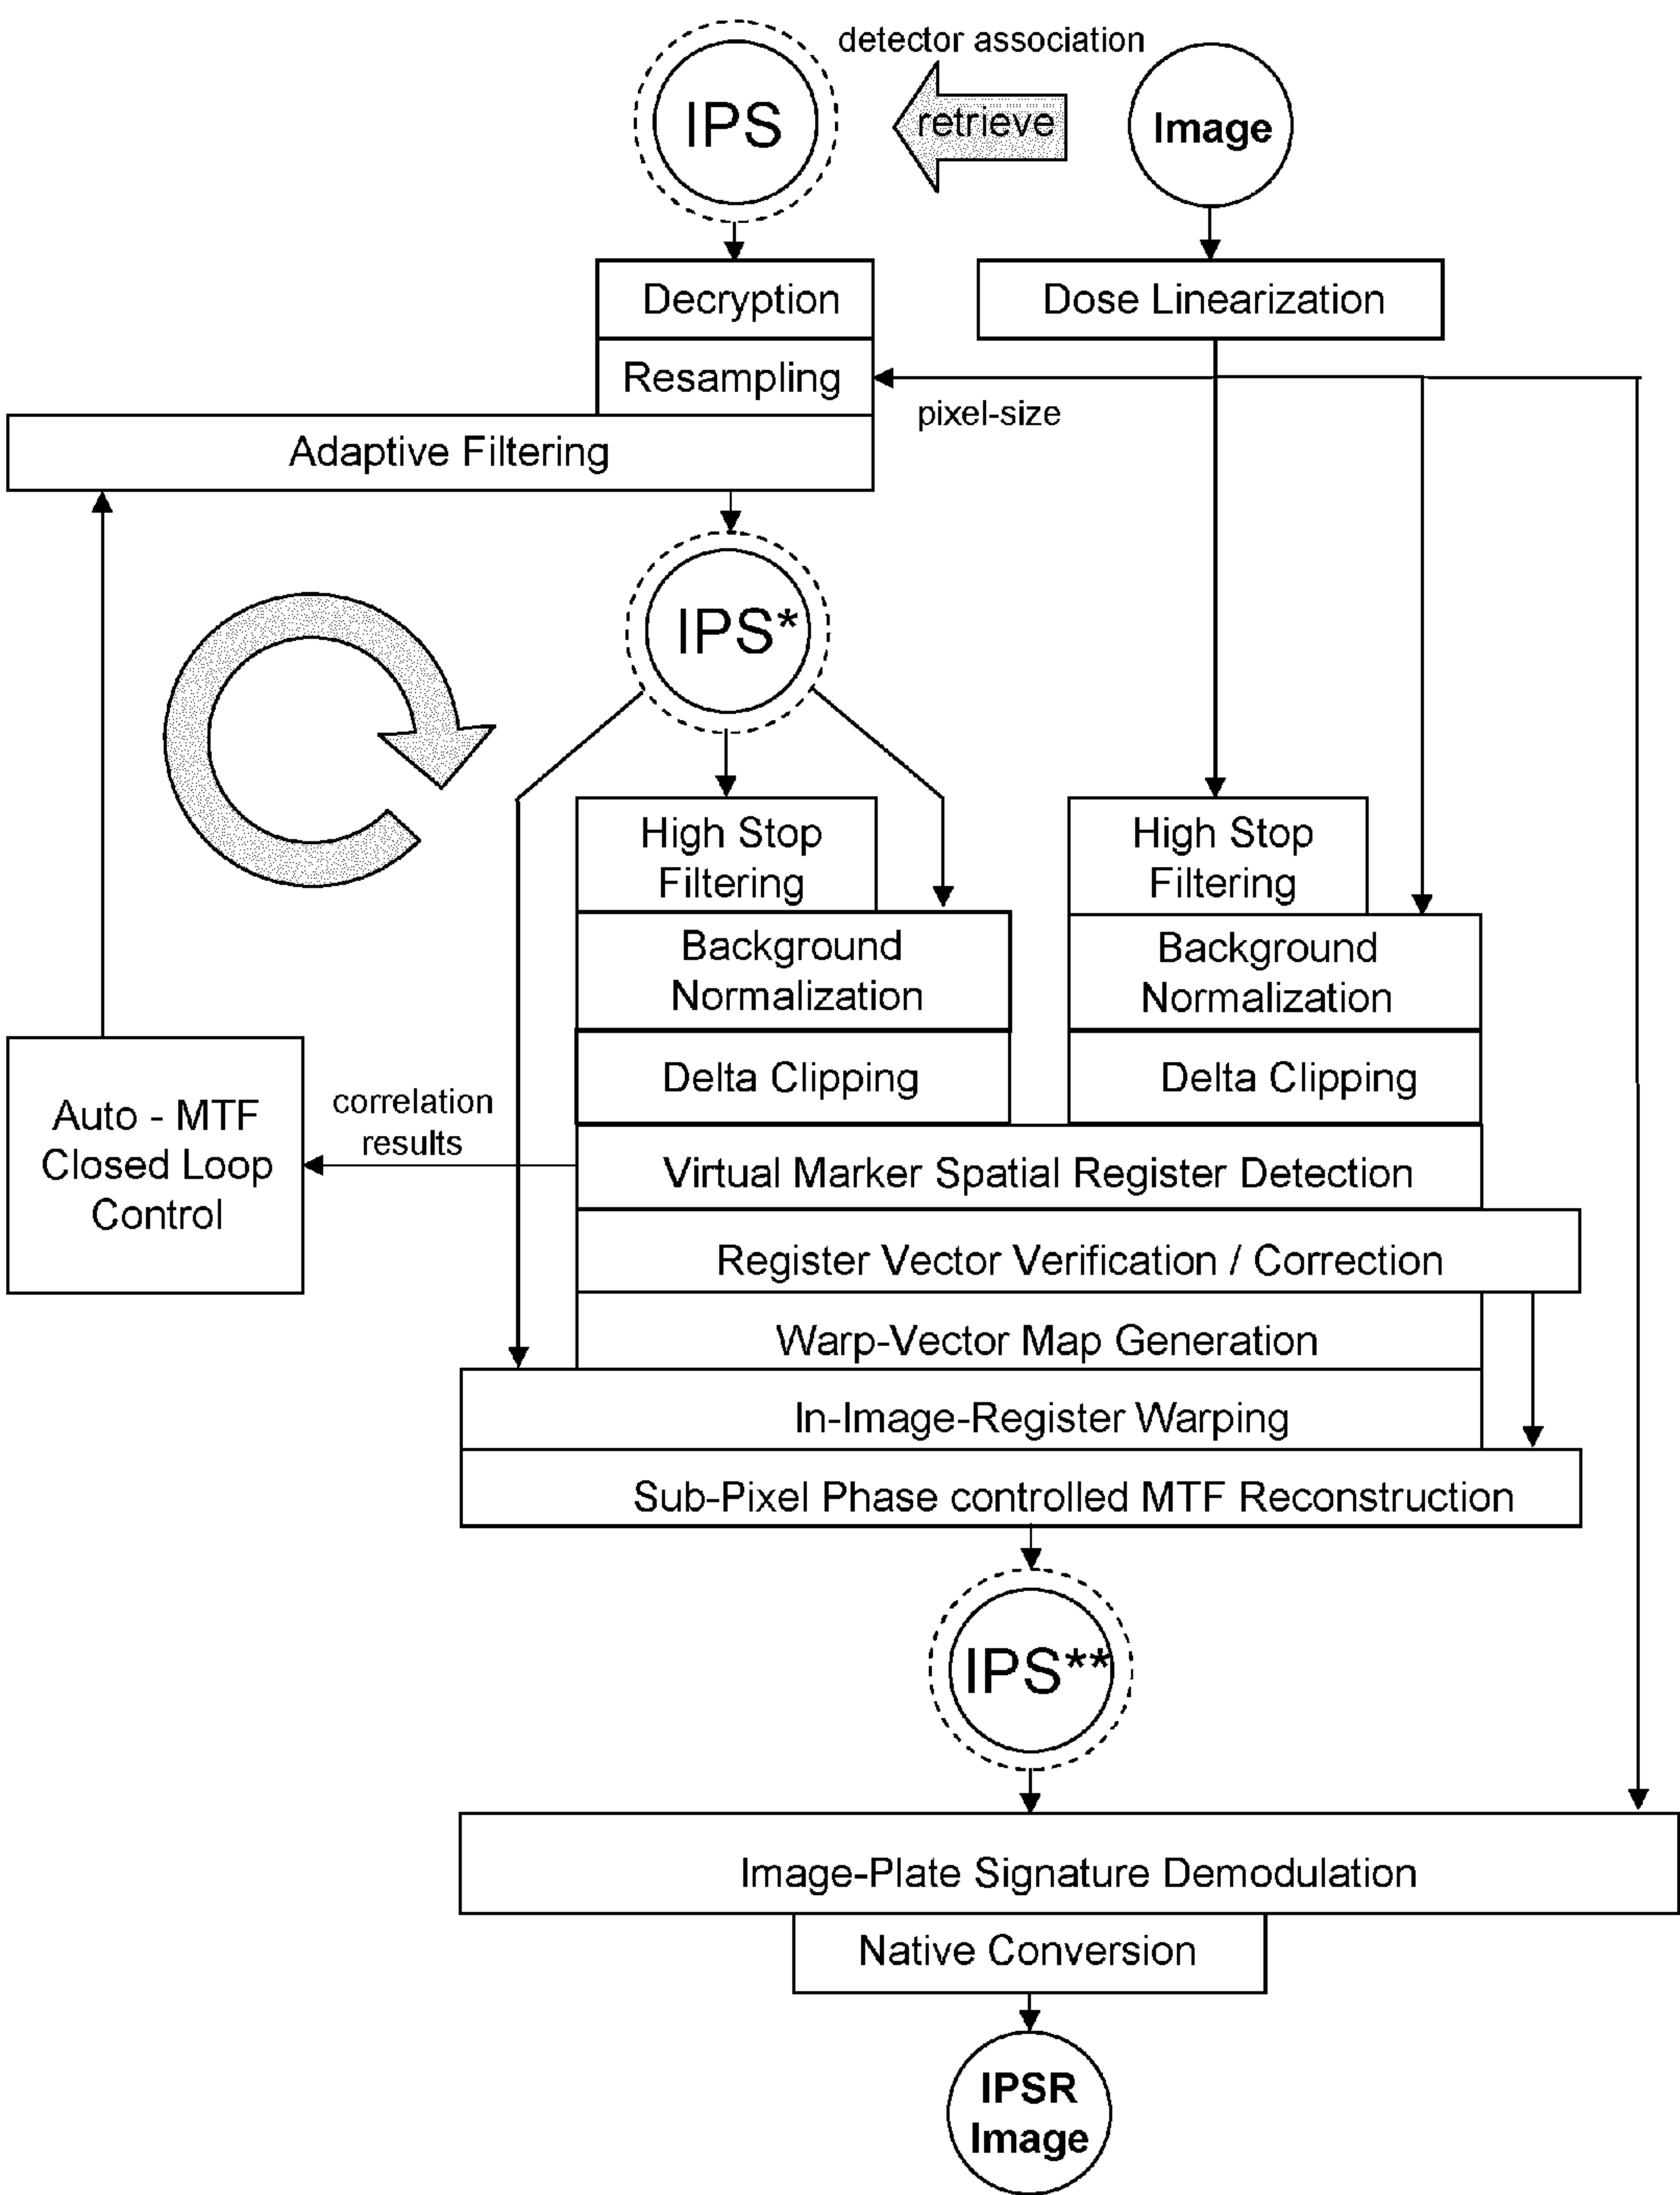 detector association
IPS
retrieve
Image
Decryption
Dose Linearization
Resampling
pixel-size
Adaptive Filtering
IPS*
High Stop
Filtering
High Stop
Filtering
Background
Normalization
Background
Normalization
Delta Clipping
Delta Clipping
Auto - MTF
Closed Loop
Control
correlation
results
Virtual Marker Spatial Register Detection
Register Vector Verification / Correction
Warp-Vector Map Generation
In-Image-Register Warping
Sub-Pixel Phase controlled MTF Reconstruction
IPS**
Image-Plate Signature Demodulation
Native Conversion
IPSR
Image